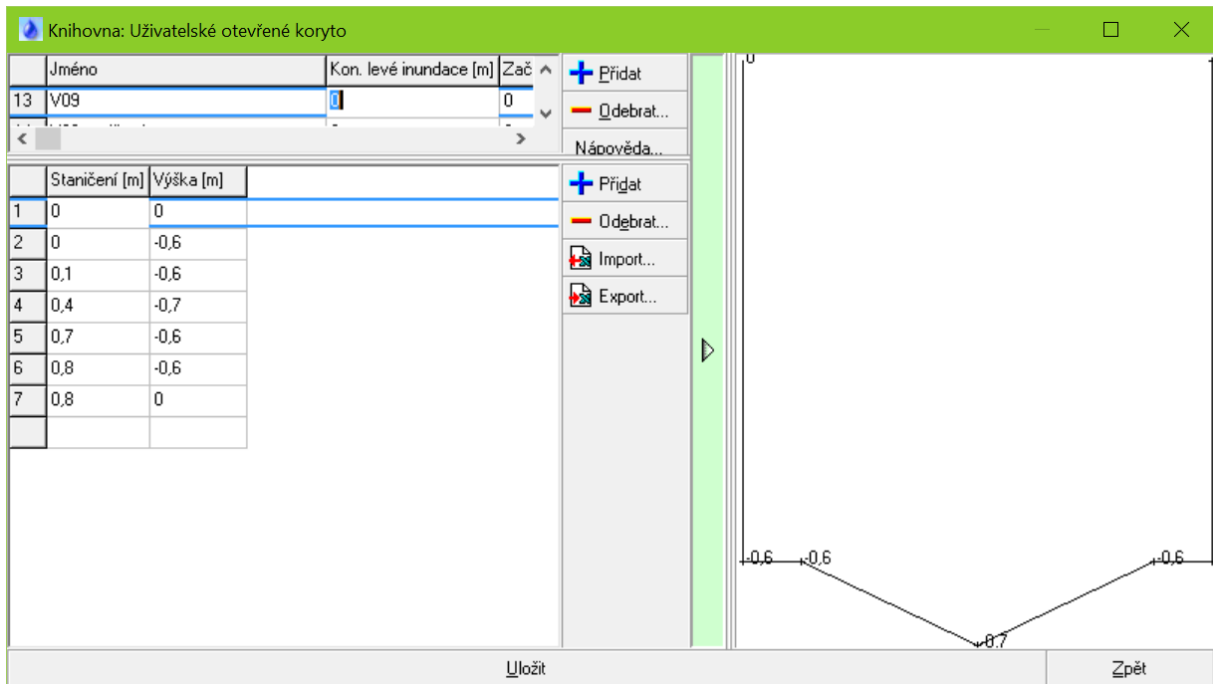 Knihovna: Uživatelské otevřené koryto
Jméno Kon. levé inundace [m] Zač
13 V09 0 0
Přidat
Odebrat...
Nápověda...
Staničení [m] Výška [m]
1 0 0
2 0 -0,6
3 0,1 -0,6
4 0,4 -0,7
5 0,7 -0,6
6 0,8 -0,6
7 0,8 0
Přidat
Odebrat...
Import...
Export...
0
-0,6 -0,6 -0,6
-0,7
Uložit Zpět